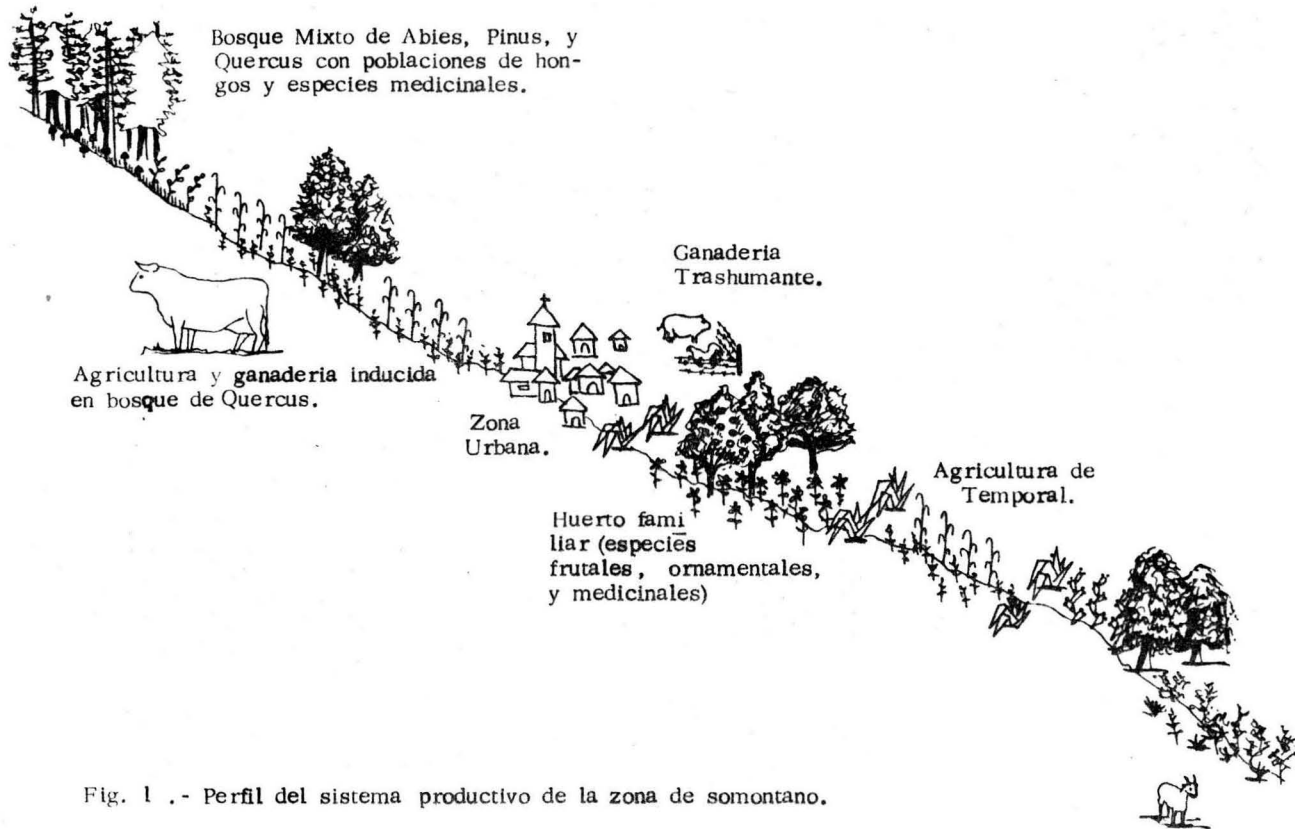 Bosque Mixto de Abies, Pinus, y
Quercus con poblaciones de hon-
gos y especies medicinales.
Ganaderia
Trashumante.
Agricultura y ganaderia inducida
en bosque de Quercus.
Zona
Urbana.
Agricultura de
Temporal.
Huerto fami
liar (especies
frutales, ornamentales,
y medicinales)
Fig. 1 .- Perfil del sistema productivo de la zona de somontano.